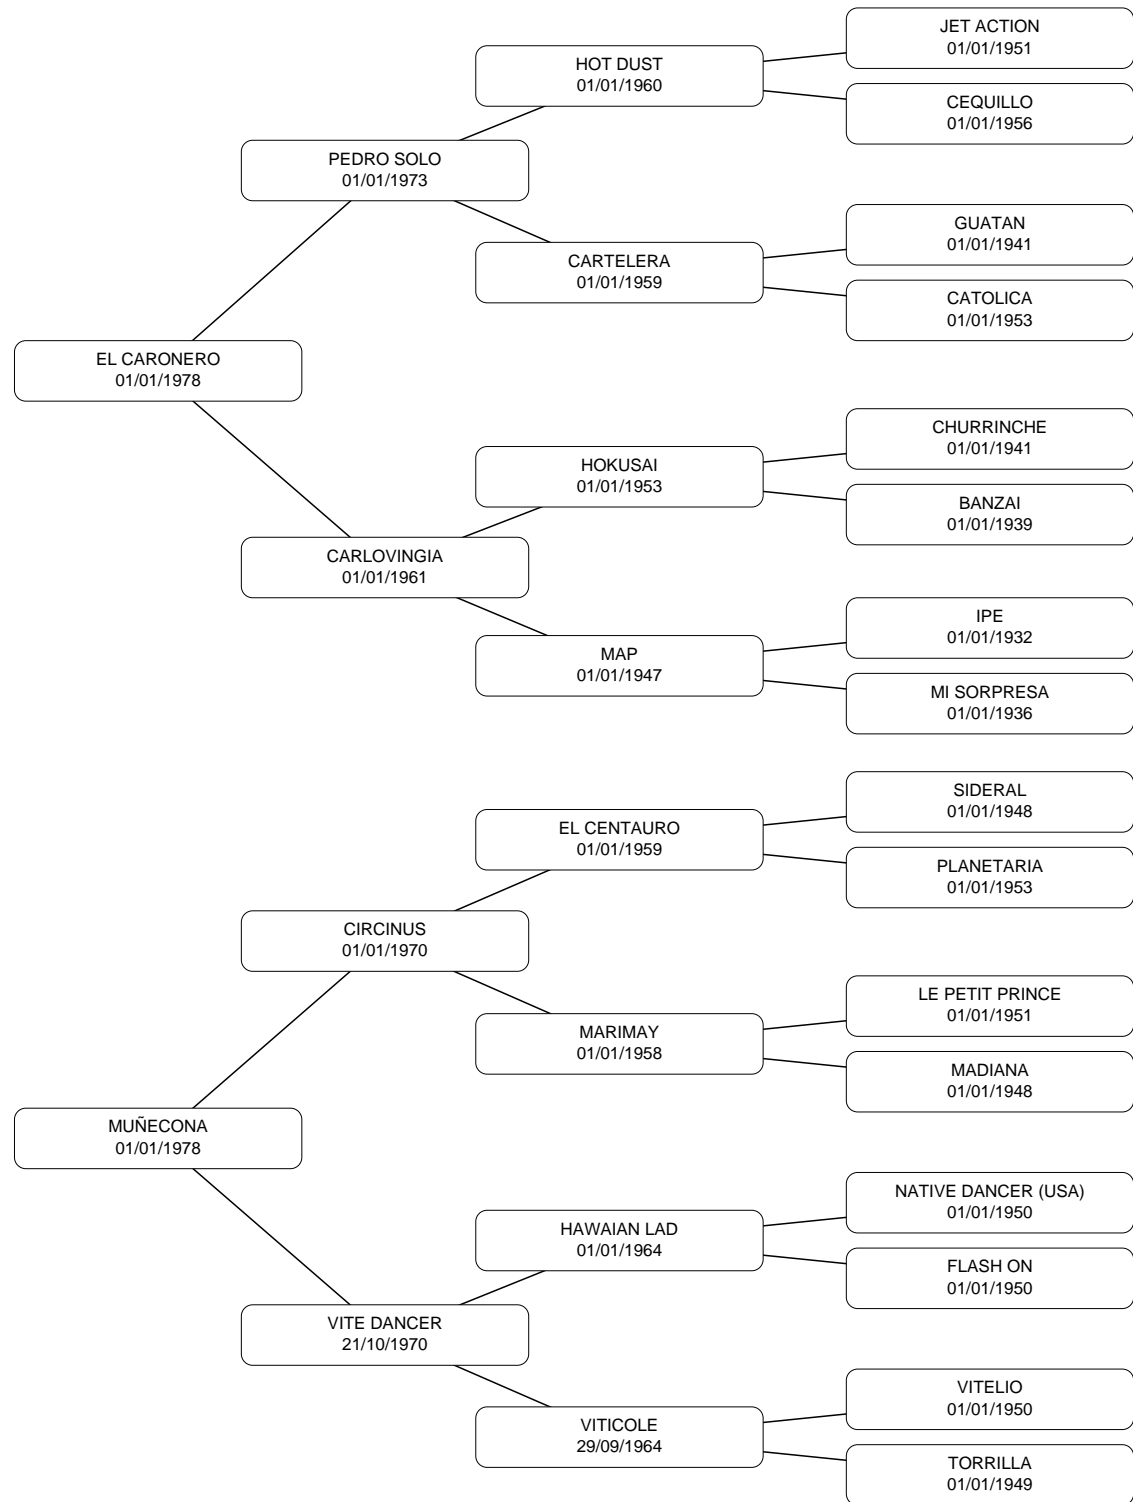 JET ACTION
01/01/1951
HOT DUST
01/01/1960
CEQUILLO
01/01/1956
PEDRO SOLO
01/01/1973
GUATAN
01/01/1941
CARTELERA
01/01/1959
CATOLICA
01/01/1953
EL CARONERO
01/01/1978
CHURRINCHE
01/01/1941
HOKUSAI
01/01/1953
BANZAI
01/01/1939
CARLOVINGIA
01/01/1961
IPE
01/01/1932
MAP
01/01/1947
MI SORPRESA
01/01/1936
SIDERAL
01/01/1948
EL CENTAURO
01/01/1959
PLANETARIA
01/01/1953
CIRCINUS
01/01/1970
LE PETIT PRINCE
01/01/1951
MARIMAY
01/01/1958
MADIANA
01/01/1948
MUÑECONA
01/01/1978
NATIVE DANCER (USA)
01/01/1950
HAWAIAN LAD
01/01/1964
FLASH ON
01/01/1950
VITE DANCER
21/10/1970
VITELIO
01/01/1950
VITICOLE
29/09/1964
TORRILLA
01/01/1949